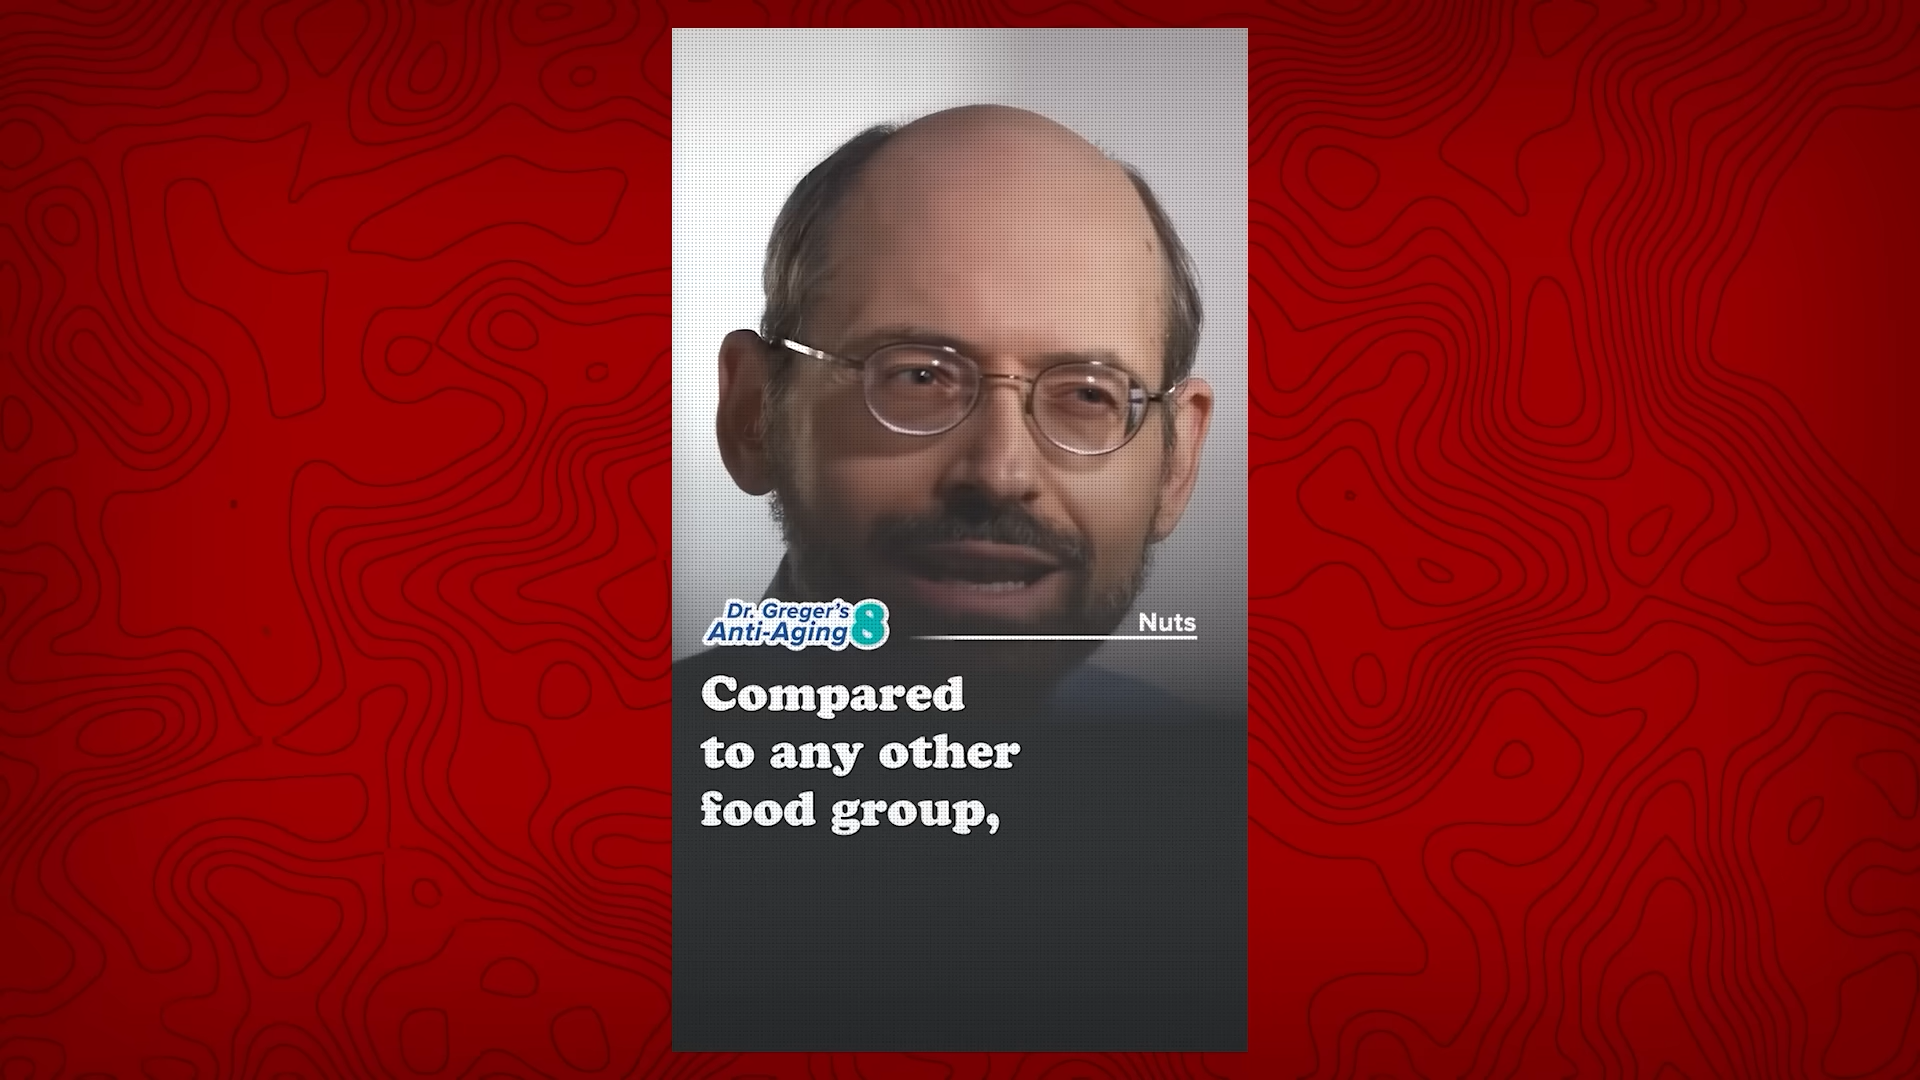 Dr. Greger's
Anti-Aging 8
Nuts
Compared
to any other
food group,